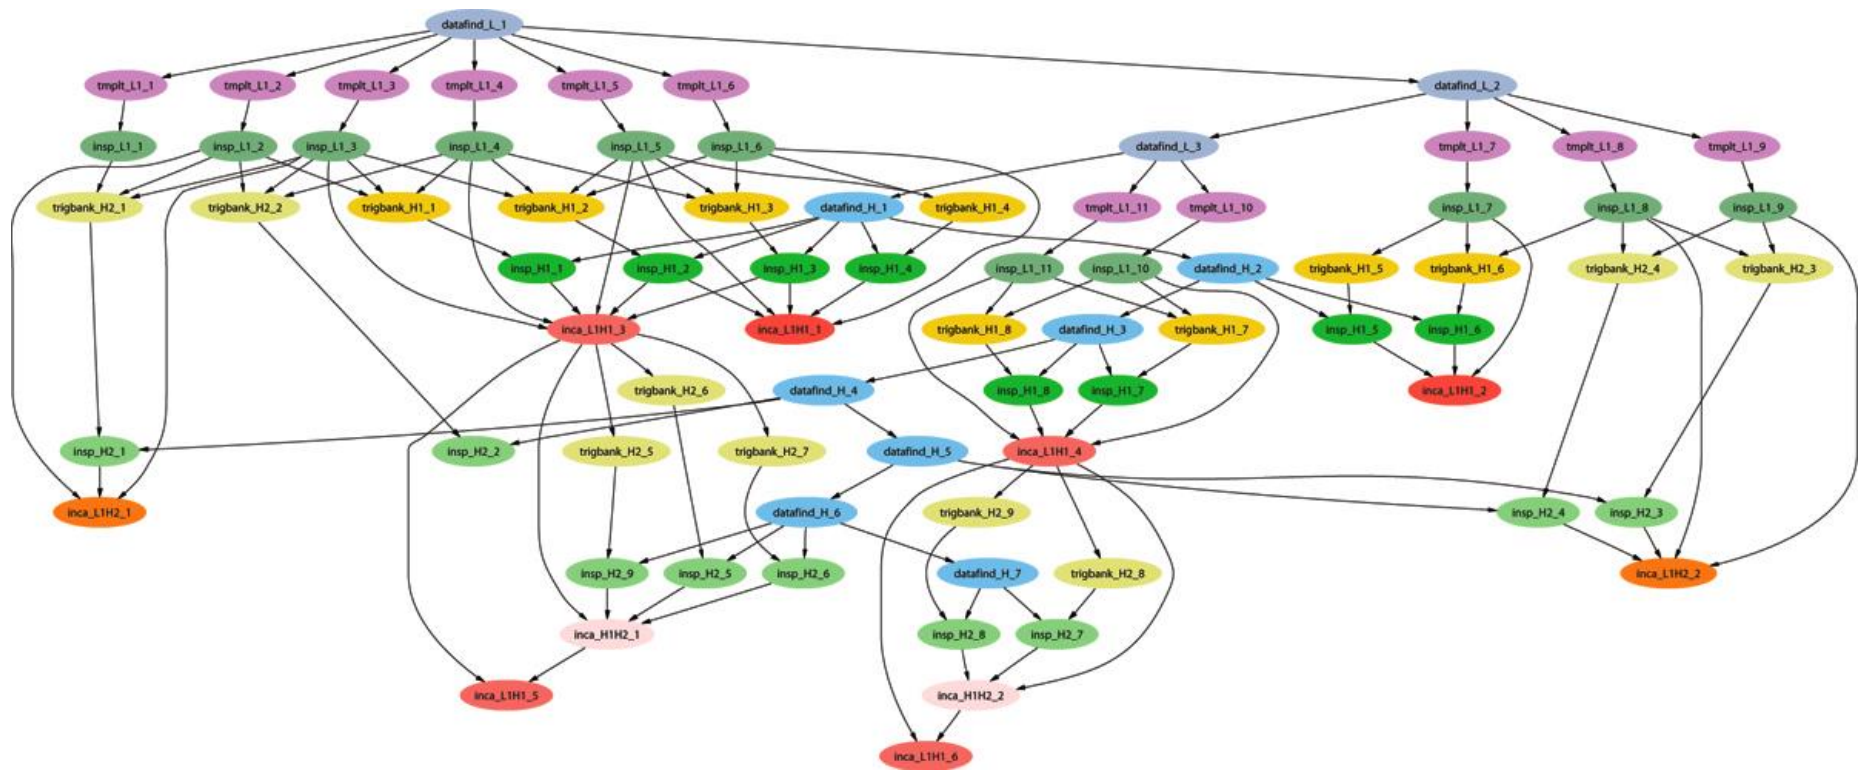 datafind_L_1
tmplt_L1_1 tmplt_L1_2 tmplt_L1_3 tmplt_L1_4 tmplt_L1_5 tmplt_L1_6 datafind_L_2
insp_L1_1 insp_L1_2 insp_L1_3 insp_L1_4 insp_L1_5 insp_L1_6 datafind_L_3 tmplt_L1_7 tmplt_L1_8 tmplt_L1_9
trigbank_H2_1 trigbank_H2_2 trigbank_H1_1 trigbank_H1_2 trigbank_H1_3 datafind_H_1 trigbank_H1_4 tmplt_L1_11 tmplt_L1_10 insp_L1_7 insp_L1_8 insp_L1_9
insp_H1_1 insp_H1_2 insp_H1_3 insp_H1_4 insp_L1_11 insp_L1_10 datafind_H_2 trigbank_H1_5 trigbank_H1_6 trigbank_H2_4 trigbank_H2_3
inca_L1H1_3 inca_L1H1_1 trigbank_H1_8 datafind_H_3 trigbank_H1_7 insp_H1_5 insp_H1_6
trigbank_H2_6 datafind_H_4 insp_H1_8 insp_H1_7 inca_L1H1_2
insp_H2_1 insp_H2_2 trigbank_H2_5 trigbank_H2_7 datafind_H_5 inca_L1H1_4
inca_L1H2_1 datafind_H_6 trigbank_H2_9 insp_H2_4 insp_H2_3
insp_H2_9 insp_H2_5 insp_H2_6 datafind_H_7 trigbank_H2_8 inca_L1H2_2
inca_H1H2_1 insp_H2_8 insp_H2_7
inca_L1H1_5 inca_H1H2_2
inca_L1H1_6